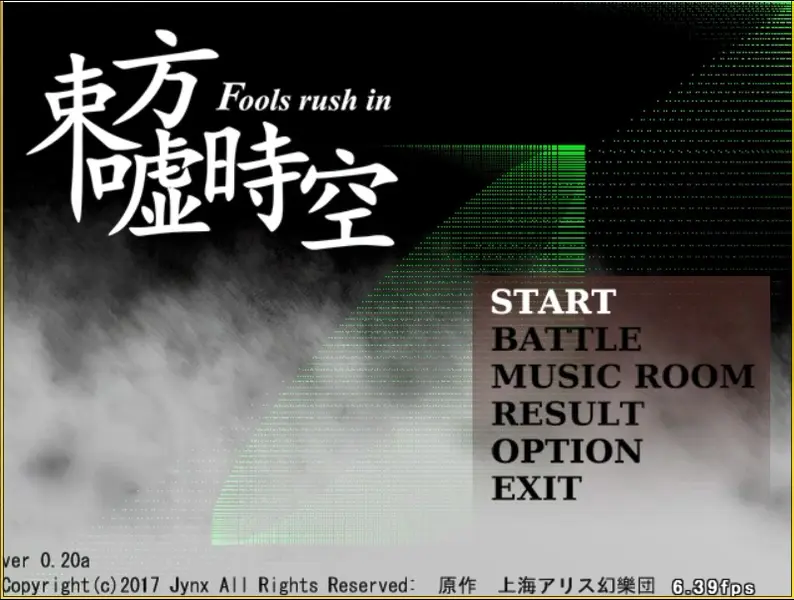 東方
Fools rush in
嘘時空
START
BATTLE
MUSIC ROOM
RESULT
OPTION
EXIT
ver 0.20a
Copyright(c)2017 Jynx All Rights Reserved: 原作 上海アリス幻樂団 6.39fps